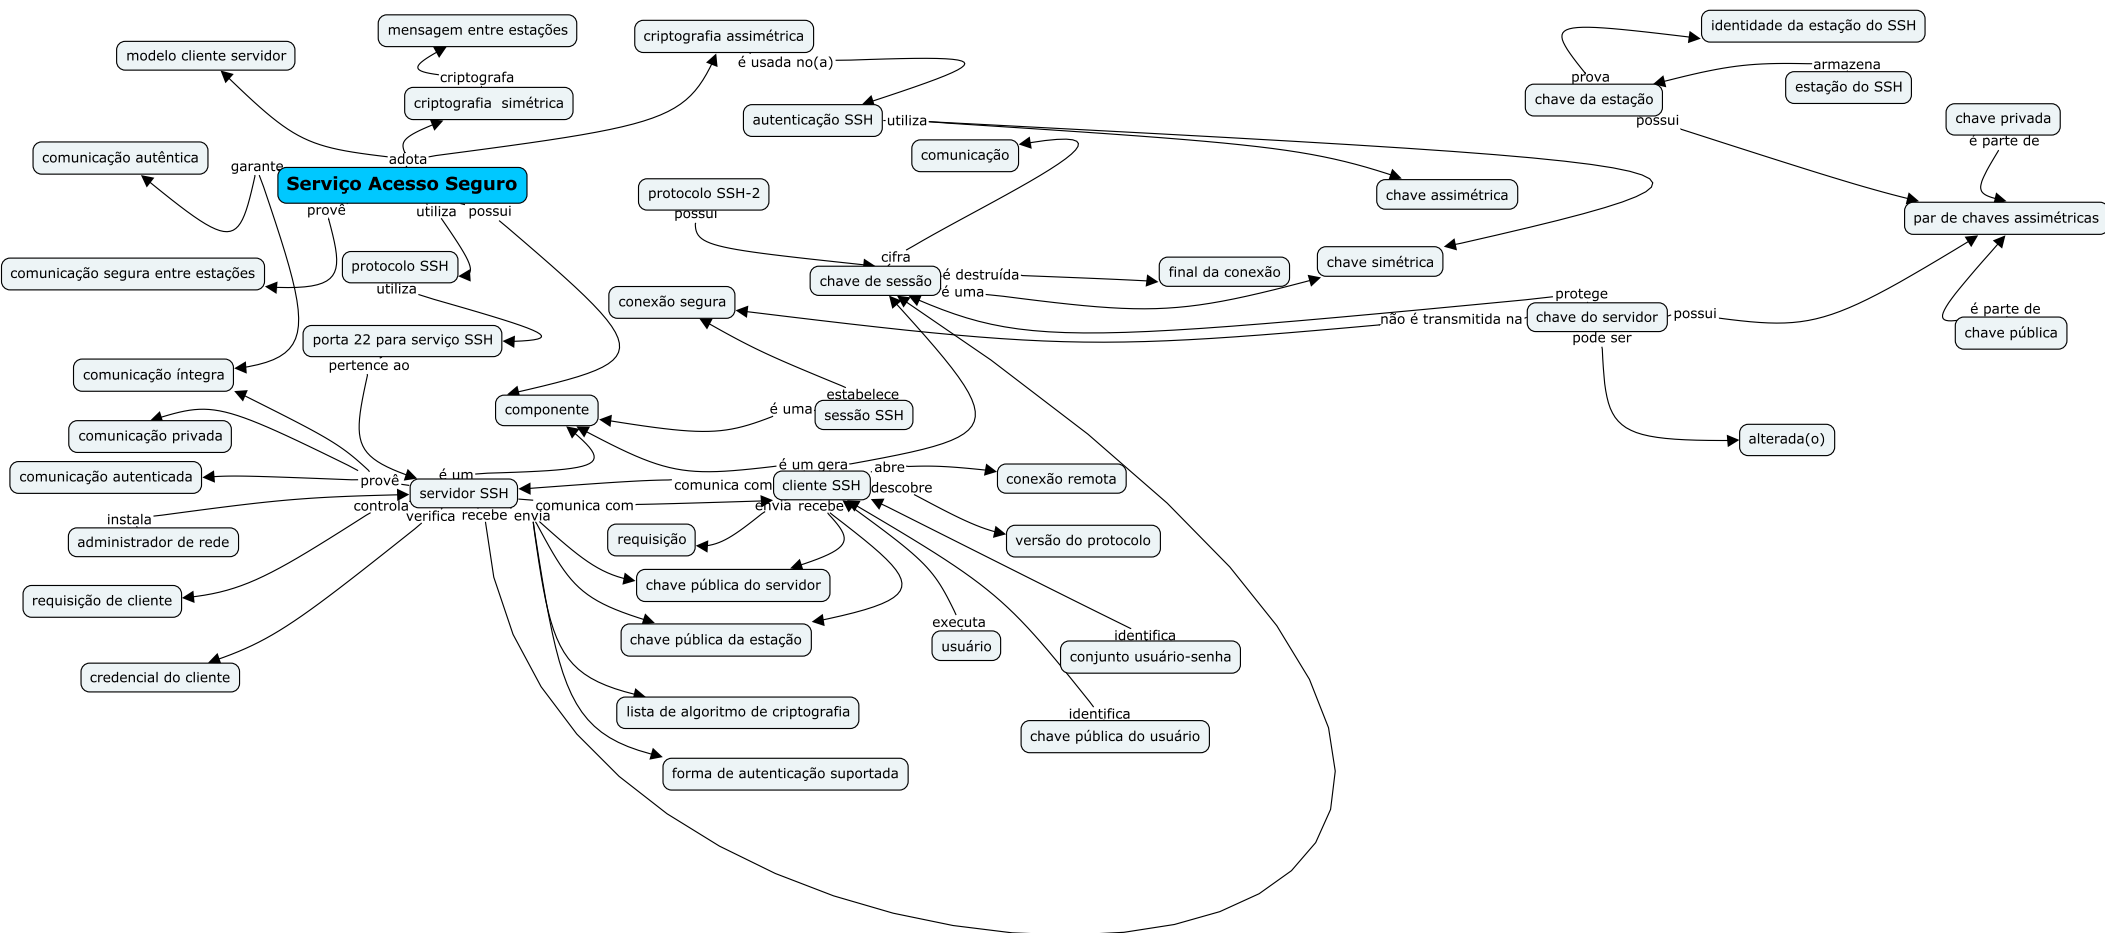 identidade da estação do SSH
mensagem entre estações
criptografia assimétrica
modelo cliente servidor
é usada no(a)
armazena
prova
criptografa
estação do SSH
chave da estação
criptografia  simétrica
chave privada
autenticação SSH
utiliza
possui
é parte de
comunicação
comunicação autêntica
adota
garante
Serviço Acesso Seguro
protocolo SSH-2
chave assimétrica
provê
utiliza
possui
possui
par de chaves assimétricas
cifra
chave simétrica
protocolo SSH
comunicação segura entre estações
final da conexão
é destruída
chave de sessão
utiliza
é uma
protege
conexão segura
é parte de
possui
não é transmitida na
chave do servidor
chave pública
porta 22 para serviço SSH
pode ser
pertence ao
comunicação íntegra
estabelece
componente
é uma
sessão SSH
comunicação privada
alterada(o)
é um
gera
abre
comunicação autenticada
é um
conexão remota
provê
comunica com
cliente SSH
descobre
servidor SSH
controla
comunica com
envia
recebe
verifica
recebe
envia
instala
administrador de rede
requisição
versão do protocolo
chave pública do servidor
requisição de cliente
executa
identifica
chave pública da estação
usuário
conjunto usuário-senha
credencial do cliente
lista de algoritmo de criptografia
identifica
chave pública do usuário
forma de autenticação suportada